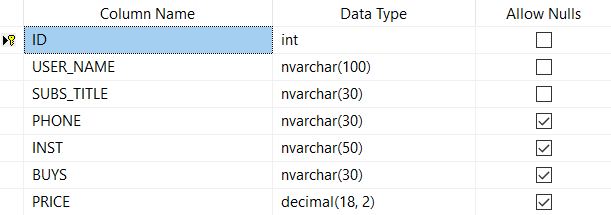 Column Name Data Type Allow Nulls
ID int
USER_NAME nvarchar(100)
SUBS_TITLE nvarchar(30)
PHONE nvarchar(30)
INST nvarchar(50)
BUYS nvarchar(30)
PRICE decimal(18, 2)